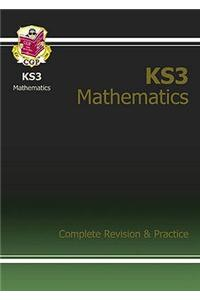 CGP
KS3
Mathematics
KS3
Mathematics
Complete Revision & Practice